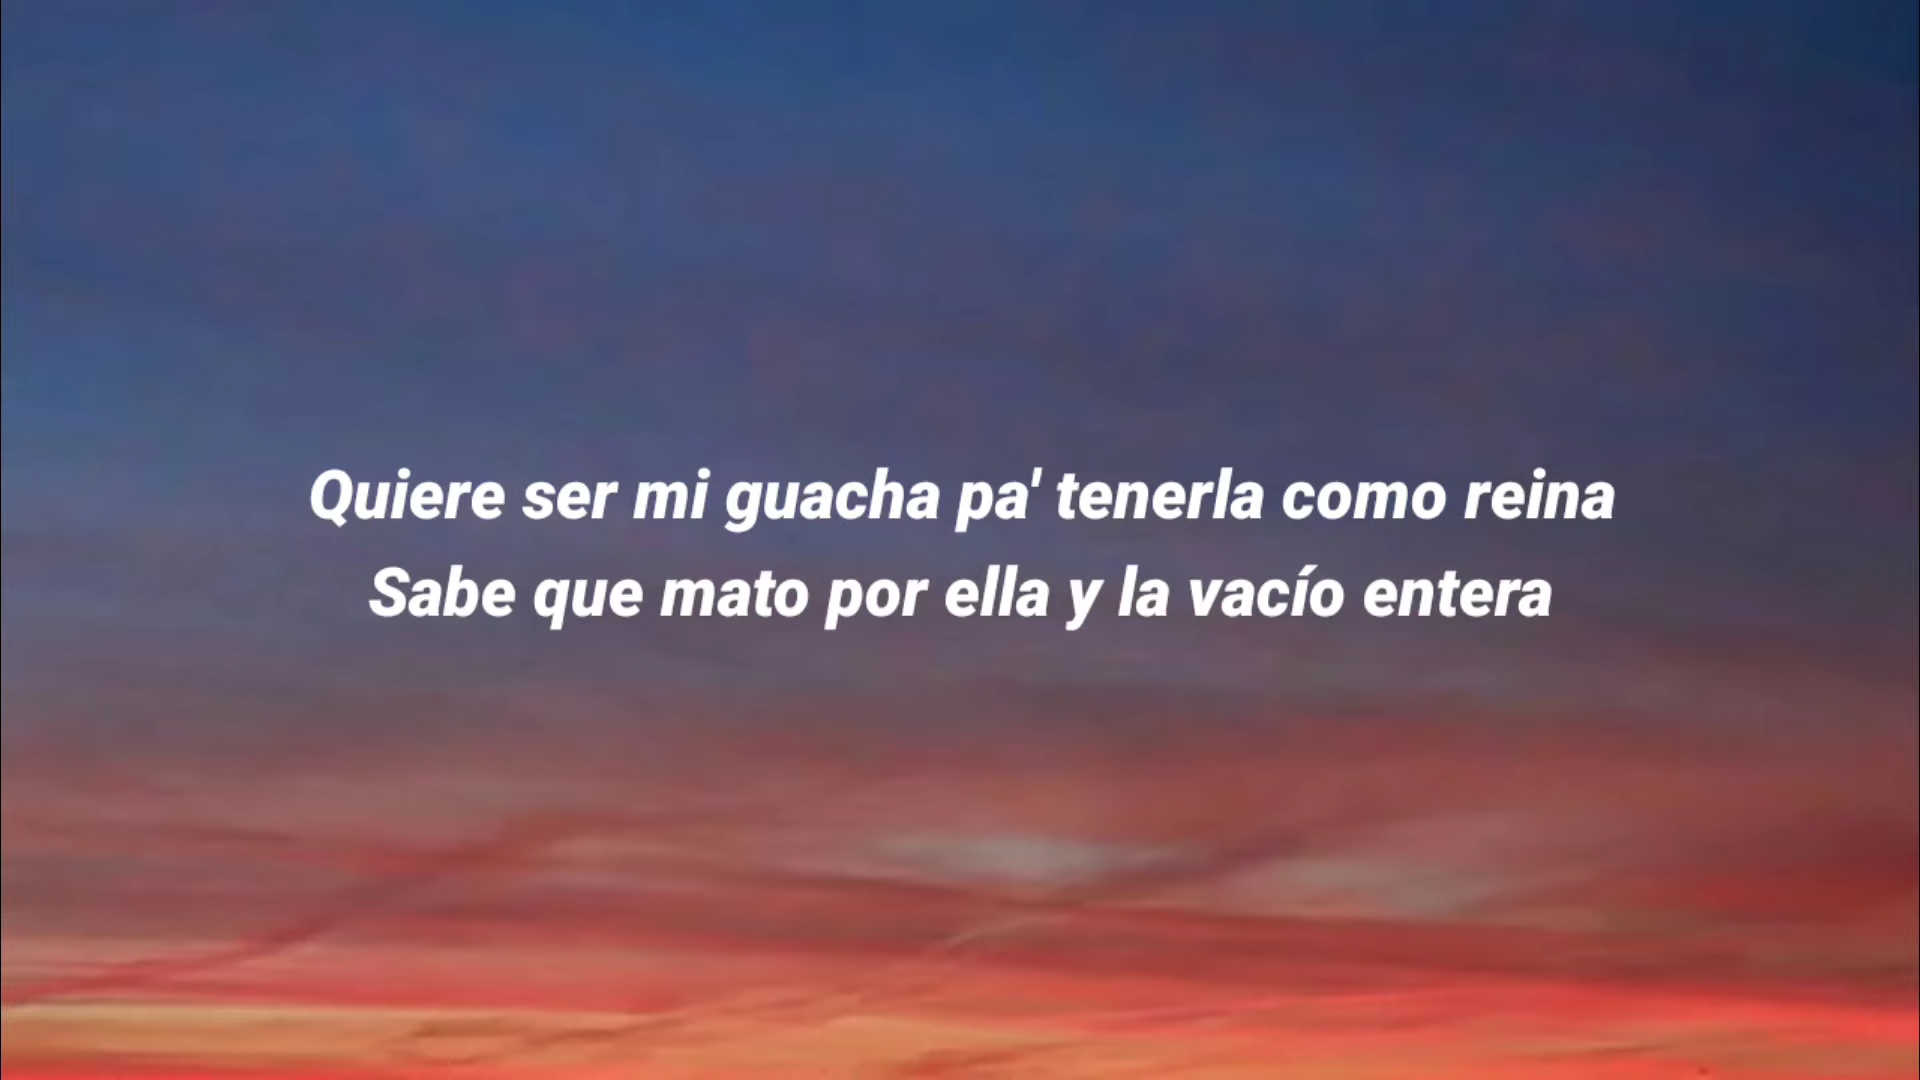 Quiere ser mi guacha pa' tenerla como reina
Sabe que mato por ella y la vacío entera